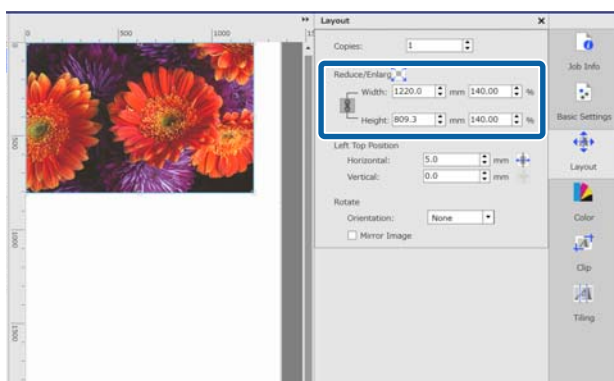 Layout
0 500 1000
Copies: 1
Reduce/Enlarg
Width: 1220.0 mm 140.00 %
Height: 809.3 mm 140.00 %
Left Top Position
Horizontal: 5.0 mm
Vertical: 0.0 mm
Rotate
Orientation: None
Mirror Image
Job Info
Basic Settings
Layout
Color
Clip
Tiling
0
500
1000
1500